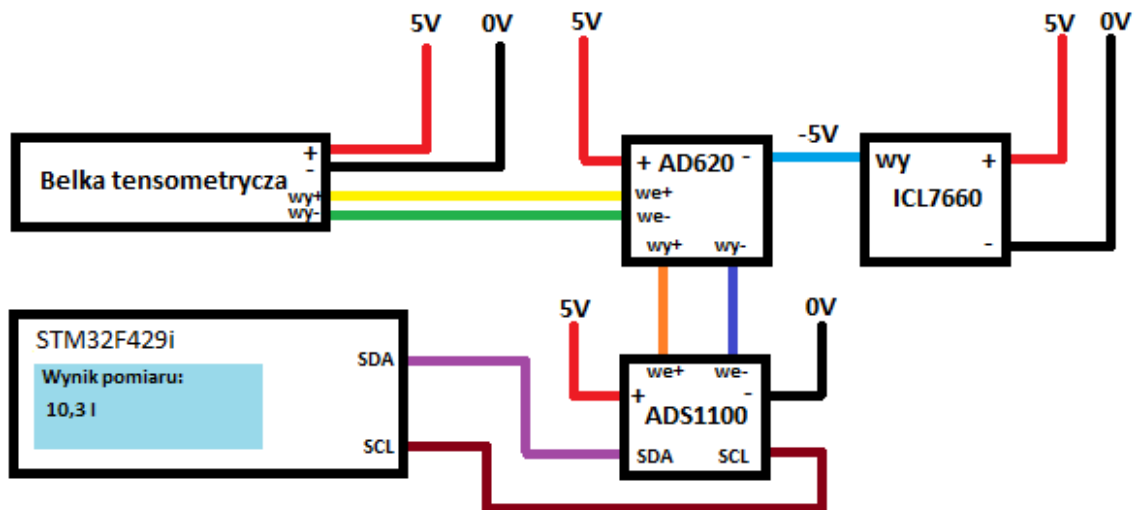 5V
0V
5V
5V
0V
Belka tensometrycza
+
-
wy+
wy-
+ AD620 -
we+
we-
wy+ wy-
-5V
wy +
ICL7660
-
5V
0V
STM32F429i
Wynik pomiaru:
10,3 l
SDA
SCL
we+ we-
+ -
ADS1100
SDA SCL